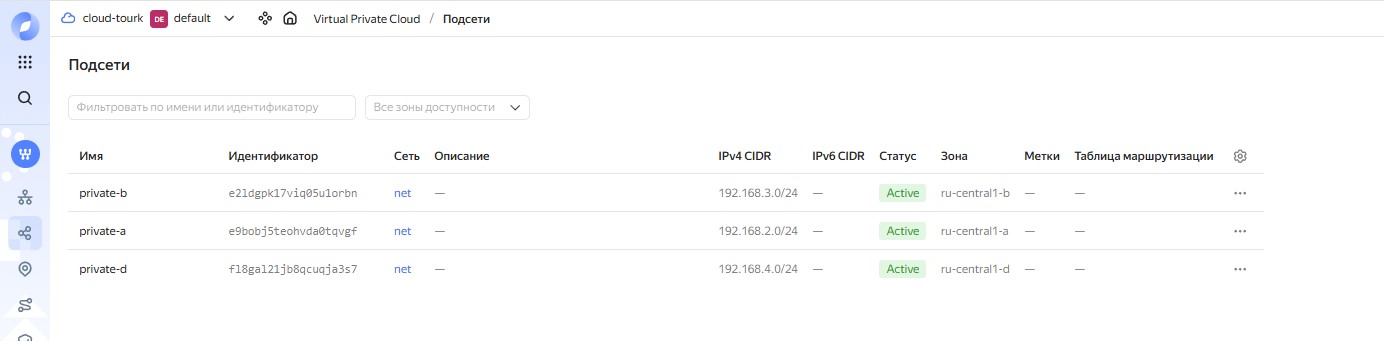 cloud-tourk DE default Virtual Private Cloud / Подсети
Подсети
Фильтровать по имени или идентификатору Все зоны доступности
Имя Идентификатор Сеть Описание IPv4 CIDR IPv6 CIDR Статус Зона Метки Таблица маршрутизации
private-b e2ldgpk17viq05u1orbn net — 192.168.3.0/24 — Active ru-central1-b — —
private-a e9bobj5teohvda0tqvgf net — 192.168.2.0/24 — Active ru-central1-a — —
private-d fl8gal21jb8qcuqja3s7 net — 192.168.4.0/24 — Active ru-central1-d — —